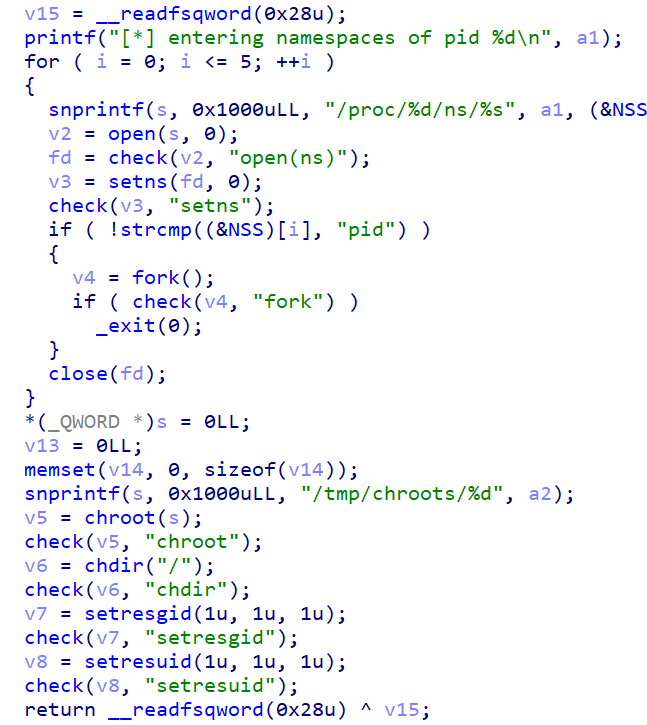 v15 = __readfsqword(0x28u);
printf("[*] entering namespaces of pid %d\n", a1);
for ( i = 0; i <= 5; ++i )
{
  snprintf(s, 0x1000uLL, "/proc/%d/ns/%s", a1, (&NSS
  v2 = open(s, 0);
  fd = check(v2, "open(ns)");
  v3 = setns(fd, 0);
  check(v3, "setns");
  if ( !strcmp((&NSS)[i], "pid") )
  {
    v4 = fork();
    if ( check(v4, "fork") )
      _exit(0);
  }
  close(fd);
}
*(_QWORD *)s = 0LL;
v13 = 0LL;
memset(v14, 0, sizeof(v14));
snprintf(s, 0x1000uLL, "/tmp/chroots/%d", a2);
v5 = chroot(s);
check(v5, "chroot");
v6 = chdir("/");
check(v6, "chdir");
v7 = setresgid(1u, 1u, 1u);
check(v7, "setresgid");
v8 = setresuid(1u, 1u, 1u);
check(v8, "setresuid");
return __readfsqword(0x28u) ^ v15;